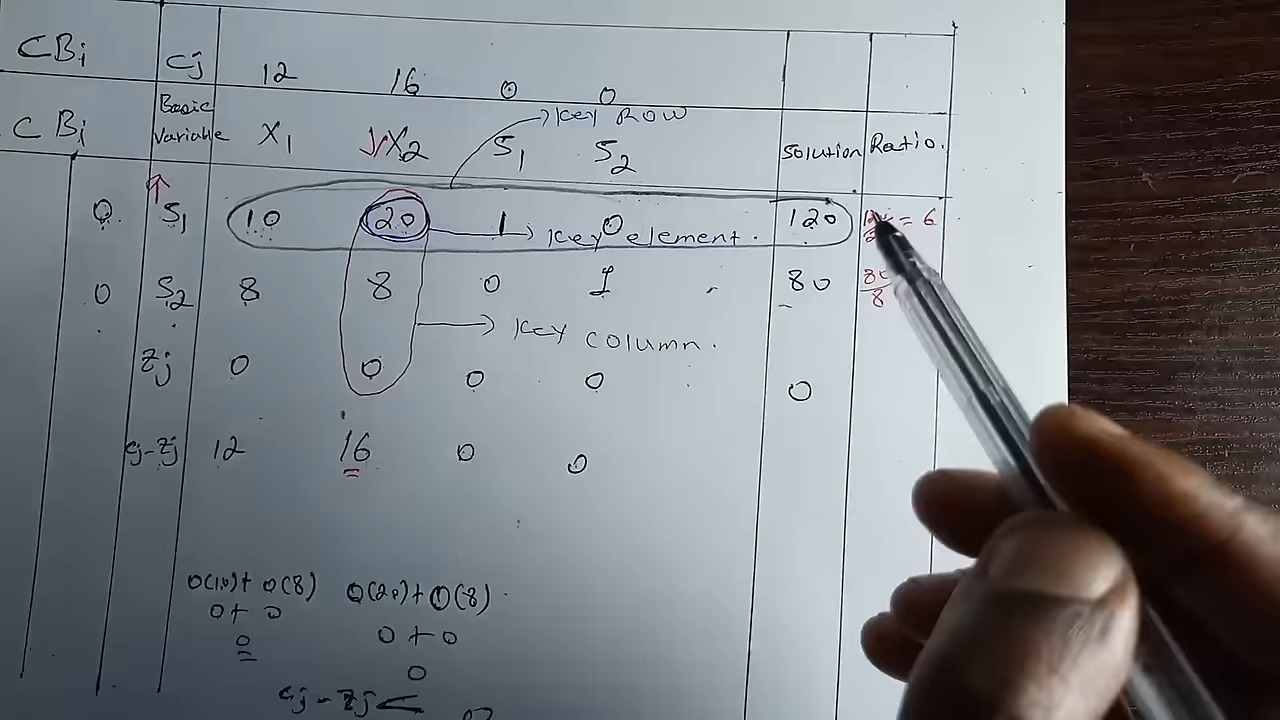 CBi Cj 12 16 0 0
CBi Basic Variable X1 X2 S1 S2 Solution Ratio.
Key Row
0 S1 10 20 1 0 120 = 6
Key element.
0 S2 8 8 0 1 80 80/8
Key column.
Zj 0 0 0 0 0
Cj-Zj 12 16 0 0
0(10)+ 0(8) 0(20)+0(8)
0+ 0 0 + 0
0 0
Cj - Zj <